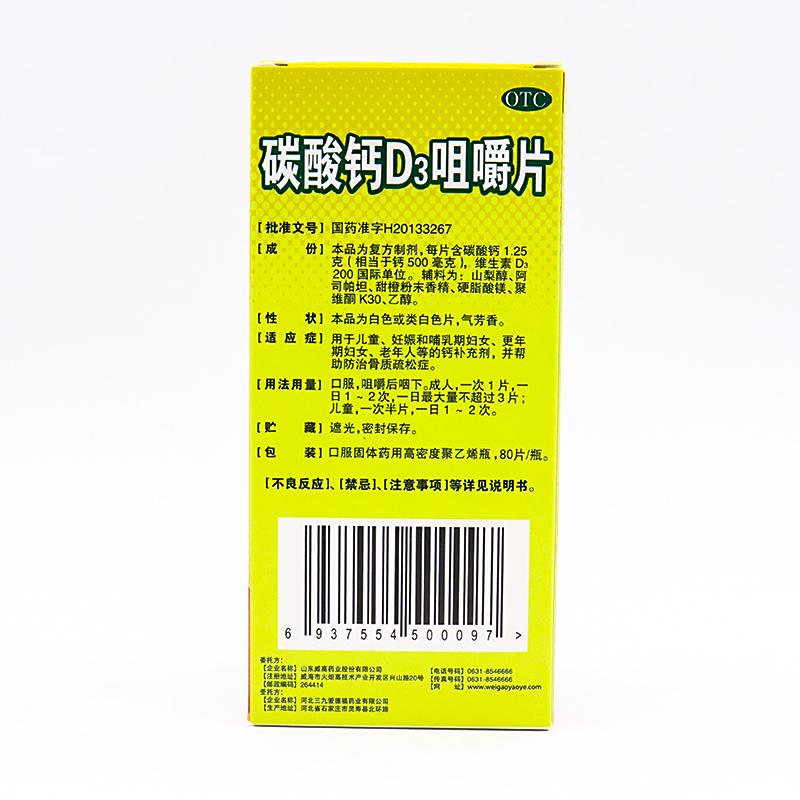 OTC
碳酸钙D3咀嚼片
[批准文号] 国药准字H20133267
[成 份] 本品为复方制剂,每片含碳酸钙1.25
克(相当于钙500毫克),维生素D3
200国际单位。辅料为:山梨醇、阿
司帕坦、甜橙粉末香精、硬脂酸镁、聚
维酮K30、乙醇。
[性 状] 本品为白色或类白色片,气芳香。
[适 应 症] 用于儿童、妊娠和哺乳期妇女、更年
期妇女、老年人等的钙补充剂,并帮
助防治骨质疏松症。
[用法用量] 口服,咀嚼后咽下。成人,一次1片,一
日1~2次,一日最大量不超过3片;
儿童,一次半片,一日1~2次。
[贮 藏] 遮光,密封保存。
[包 装] 口服固体药用高密度聚乙烯瓶,80片/瓶。
[不良反应]、[禁忌]、[注意事项]等详见说明书。
6 937554 500097 >
委托方:
【企业名称】山东威高药业股份有限公司 【电话号码】0631-8546666
【注册地址】威海市火炬高技术产业开发区兴山路20号 【传真号码】0631-8546666
【邮政编码】264414 【网 址】www.weigaoyaoye.com
受托方:
【企业名称】河北三九爱德福药业有限公司
【生产地址】河北省石家庄市灵寿县北环路